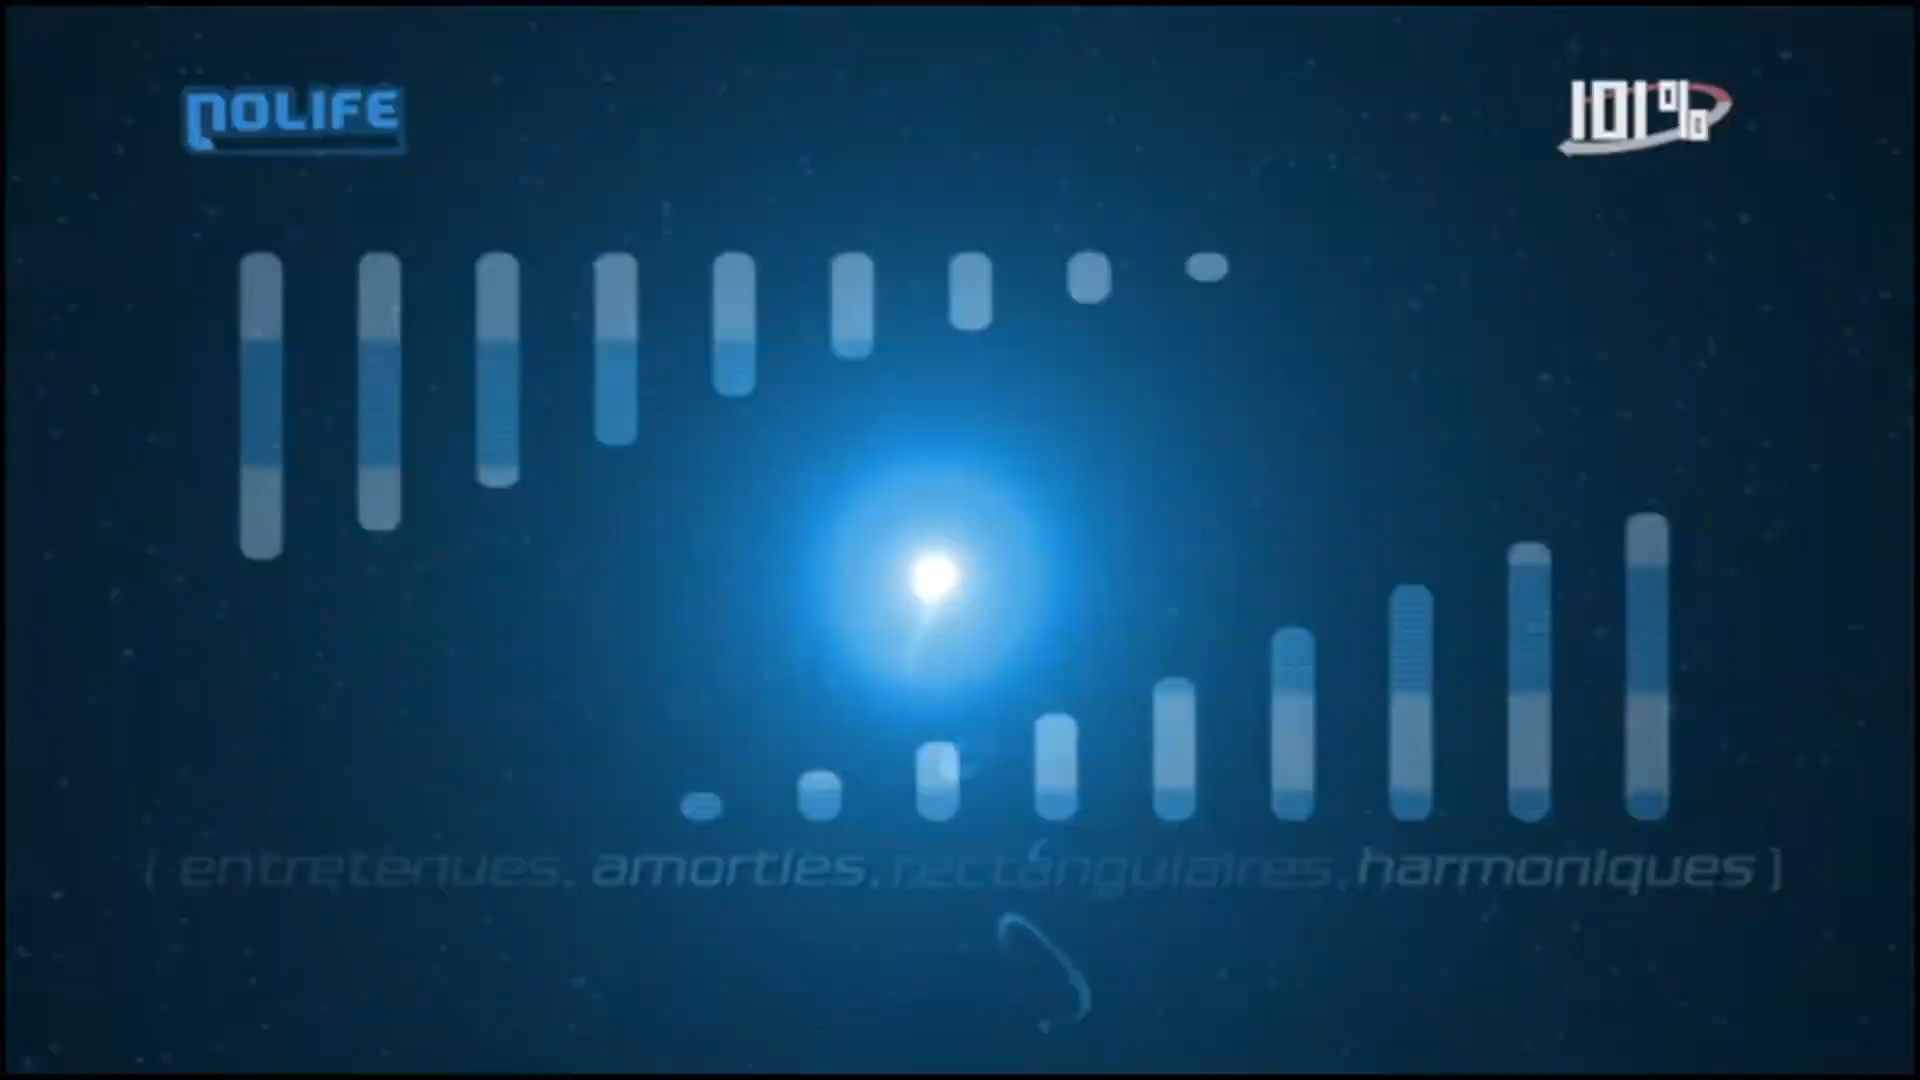 NOLIFE
101%
( entretenues, amorties, rectangulaires, harmoniques )